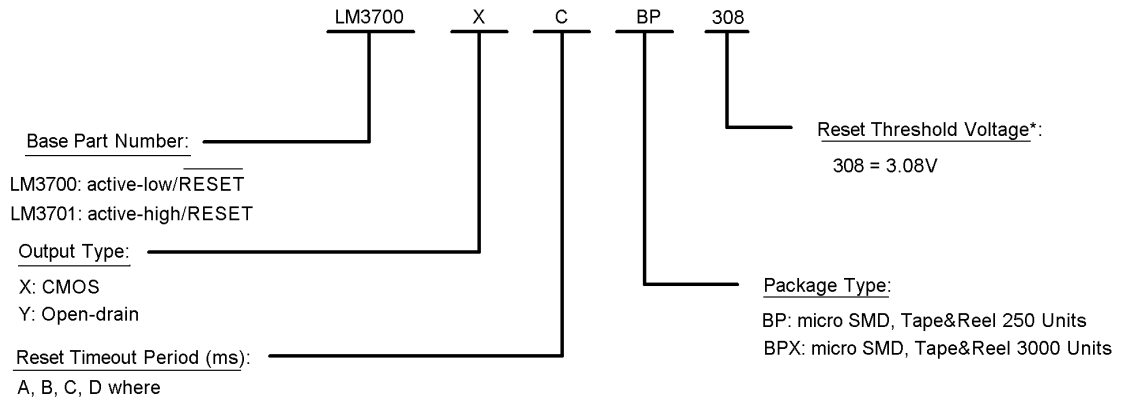 LM3700 X C BP 308
Base Part Number:
LM3700: active-low/RESET
LM3701: active-high/RESET
Output Type:
X: CMOS
Y: Open-drain
Reset Timeout Period (ms):
A, B, C, D where
Reset Threshold Voltage*:
308 = 3.08V
Package Type:
BP: micro SMD, Tape&Reel 250 Units
BPX: micro SMD, Tape&Reel 3000 Units